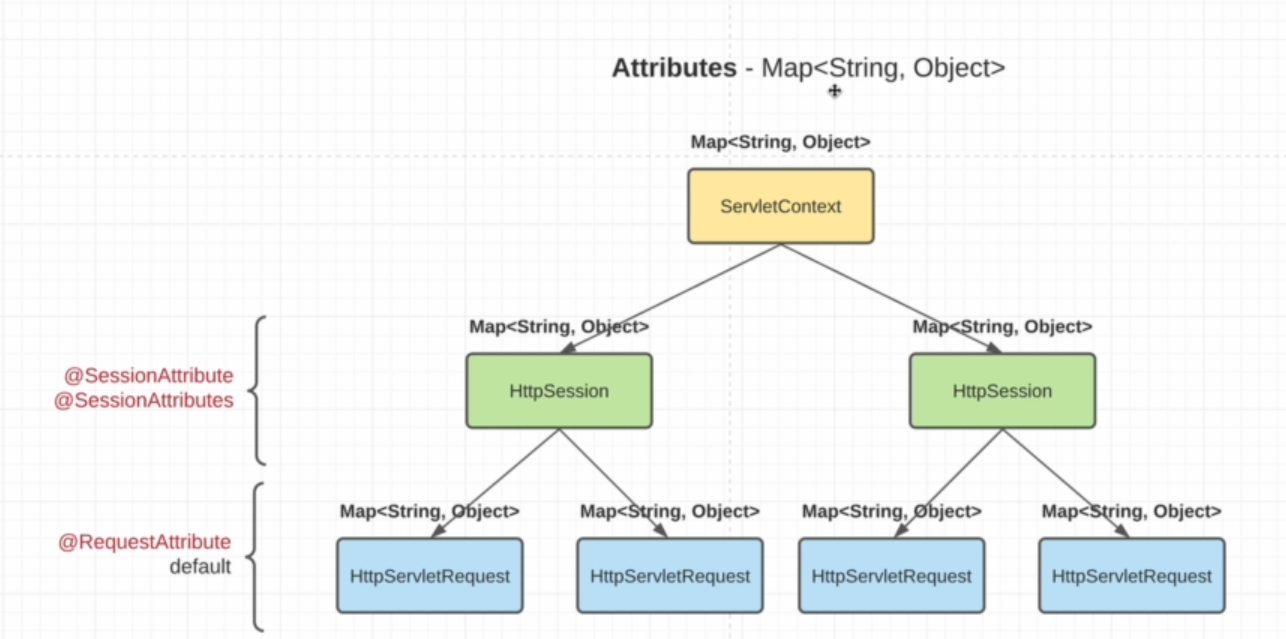 Attributes - Map<String, Object>
Map<String, Object>
ServletContext
Map<String, Object>
Map<String, Object>
@SessionAttribute
@SessionAttributes
HttpSession
HttpSession
Map<String, Object>
Map<String, Object>
Map<String, Object>
Map<String, Object>
@RequestAttribute
default
HttpServletRequest
HttpServletRequest
HttpServletRequest
HttpServletRequest